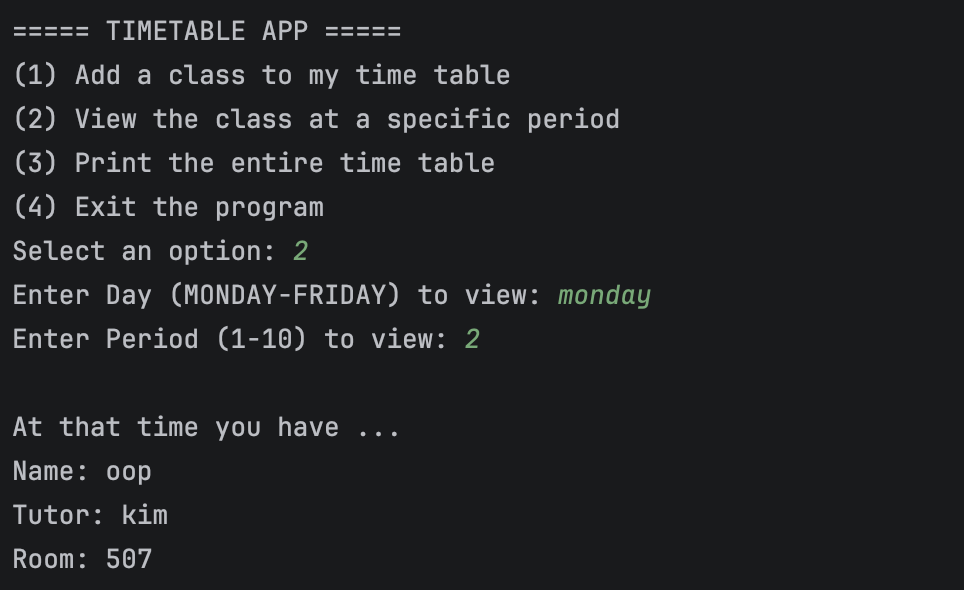 ===== TIMETABLE APP =====
(1) Add a class to my time table
(2) View the class at a specific period
(3) Print the entire time table
(4) Exit the program
Select an option: 2
Enter Day (MONDAY-FRIDAY) to view: monday
Enter Period (1-10) to view: 2
At that time you have ...
Name: oop
Tutor: kim
Room: 507